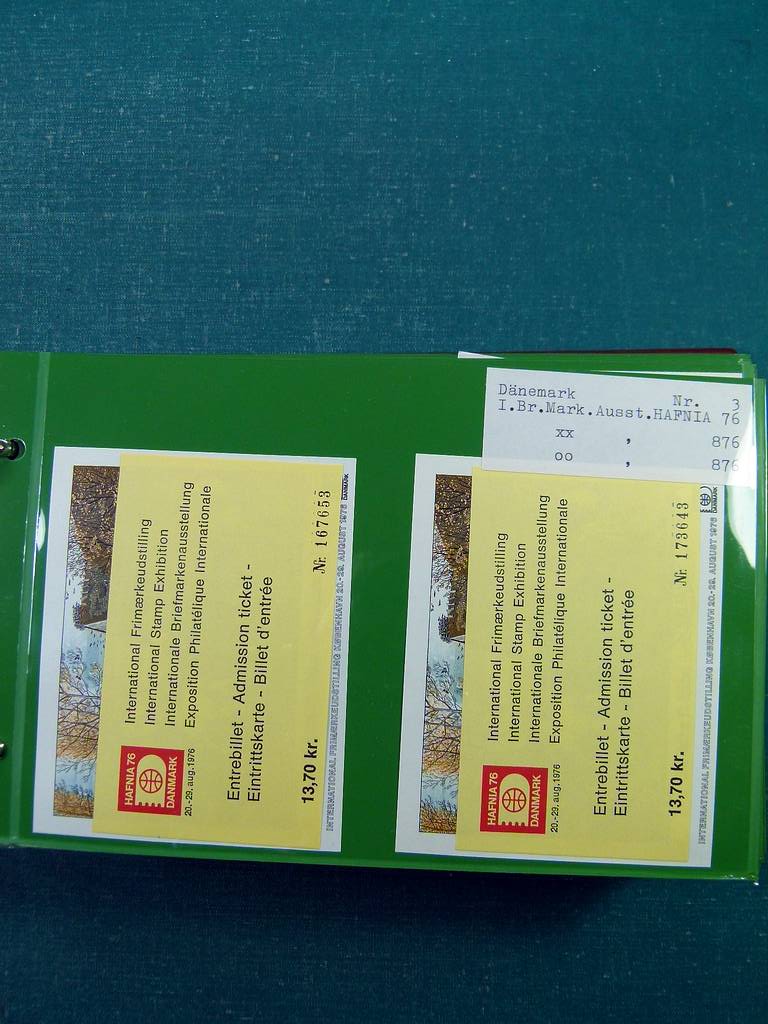 Dänemark Nr. 3
I.Br.Mark.Ausst.HAFNIA 76
xx , 876
oo , 876
International Frimærkeudstilling
International Stamp Exhibition
Internationale Briefmarkenausstellung
Exposition Philatélique Internationale
HAFNIA 76
DANMARK
20.-29. aug. 1976
Entrebillet - Admission ticket -
Eintrittskarte - Billet d'entrée
13,70 kr.
Nr. 167653
INTERNATIONAL FRIMÆRKEUDSTILLING KØBENHAVN 20.-29. AUGUST 1976
DANMARK
International Frimærkeudstilling
International Stamp Exhibition
Internationale Briefmarkenausstellung
Exposition Philatélique Internationale
HAFNIA 76
DANMARK
20.-29. aug. 1976
Entrebillet - Admission ticket -
Eintrittskarte - Billet d'entrée
13,70 kr.
Nr. 173643
INTERNATIONAL FRIMÆRKEUDSTILLING KØBENHAVN 20.-29. AUGUST 1976
DANMARK